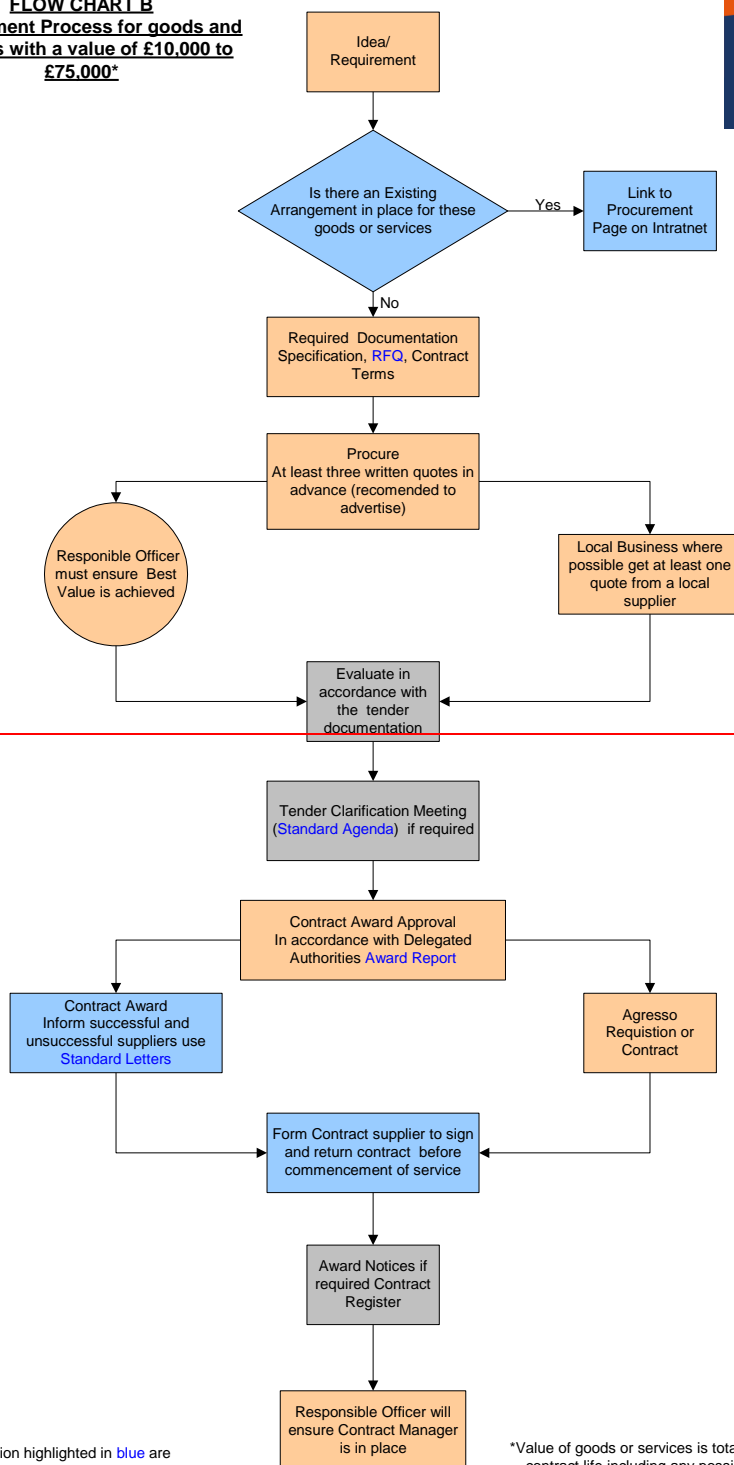 FLOW CHART B
ment Process for goods and
s with a value of £10,000 to
£75,000*
Idea/
Requirement
Is there an Existing
Arrangement in place for these
goods or services
Yes
Link to
Procurement
Page on Intratnet
No
Required Documentation
Specification, RFQ, Contract
Terms
Procure
At least three written quotes in
advance (recomended to
advertise)
Responible Officer
must ensure Best
Value is achieved
Local Business where
possible get at least one
quote from a local
supplier
Evaluate in
accordance with
the tender
documentation
Tender Clarification Meeting
(Standard Agenda) if required
Contract Award Approval
In accordance with Delegated
Authorities Award Report
Contract Award
Inform successful and
unsuccessful suppliers use
Standard Letters
Agresso
Requistion or
Contract
Form Contract supplier to sign
and return contract before
commencement of service
Award Notices if
required Contract
Register
Responsible Officer will
ensure Contract Manager
is in place
ion highlighted in blue are
*Value of goods or services is tota
contract life including any possi